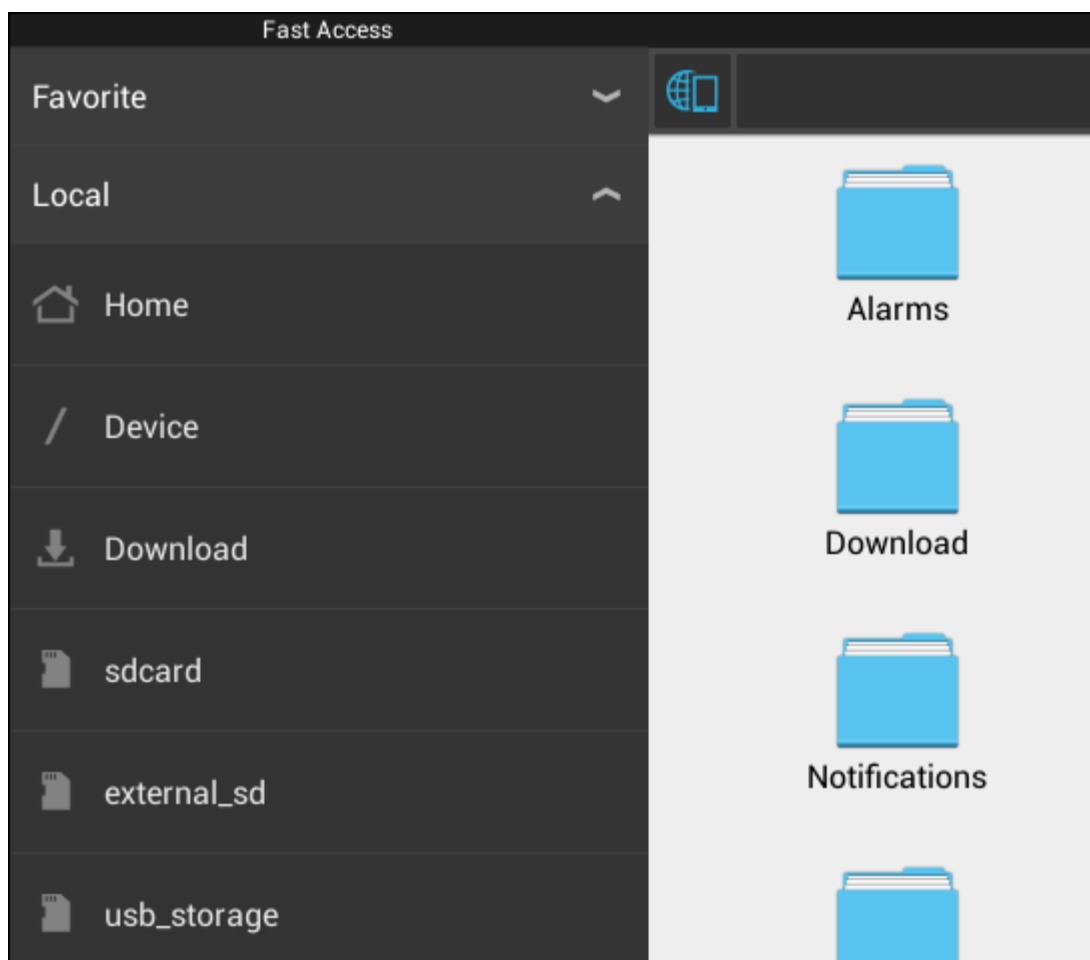 Fast Access
Favorite
Local
Home
Device
Download
sdcard
external_sd
usb_storage
Alarms
Download
Notifications